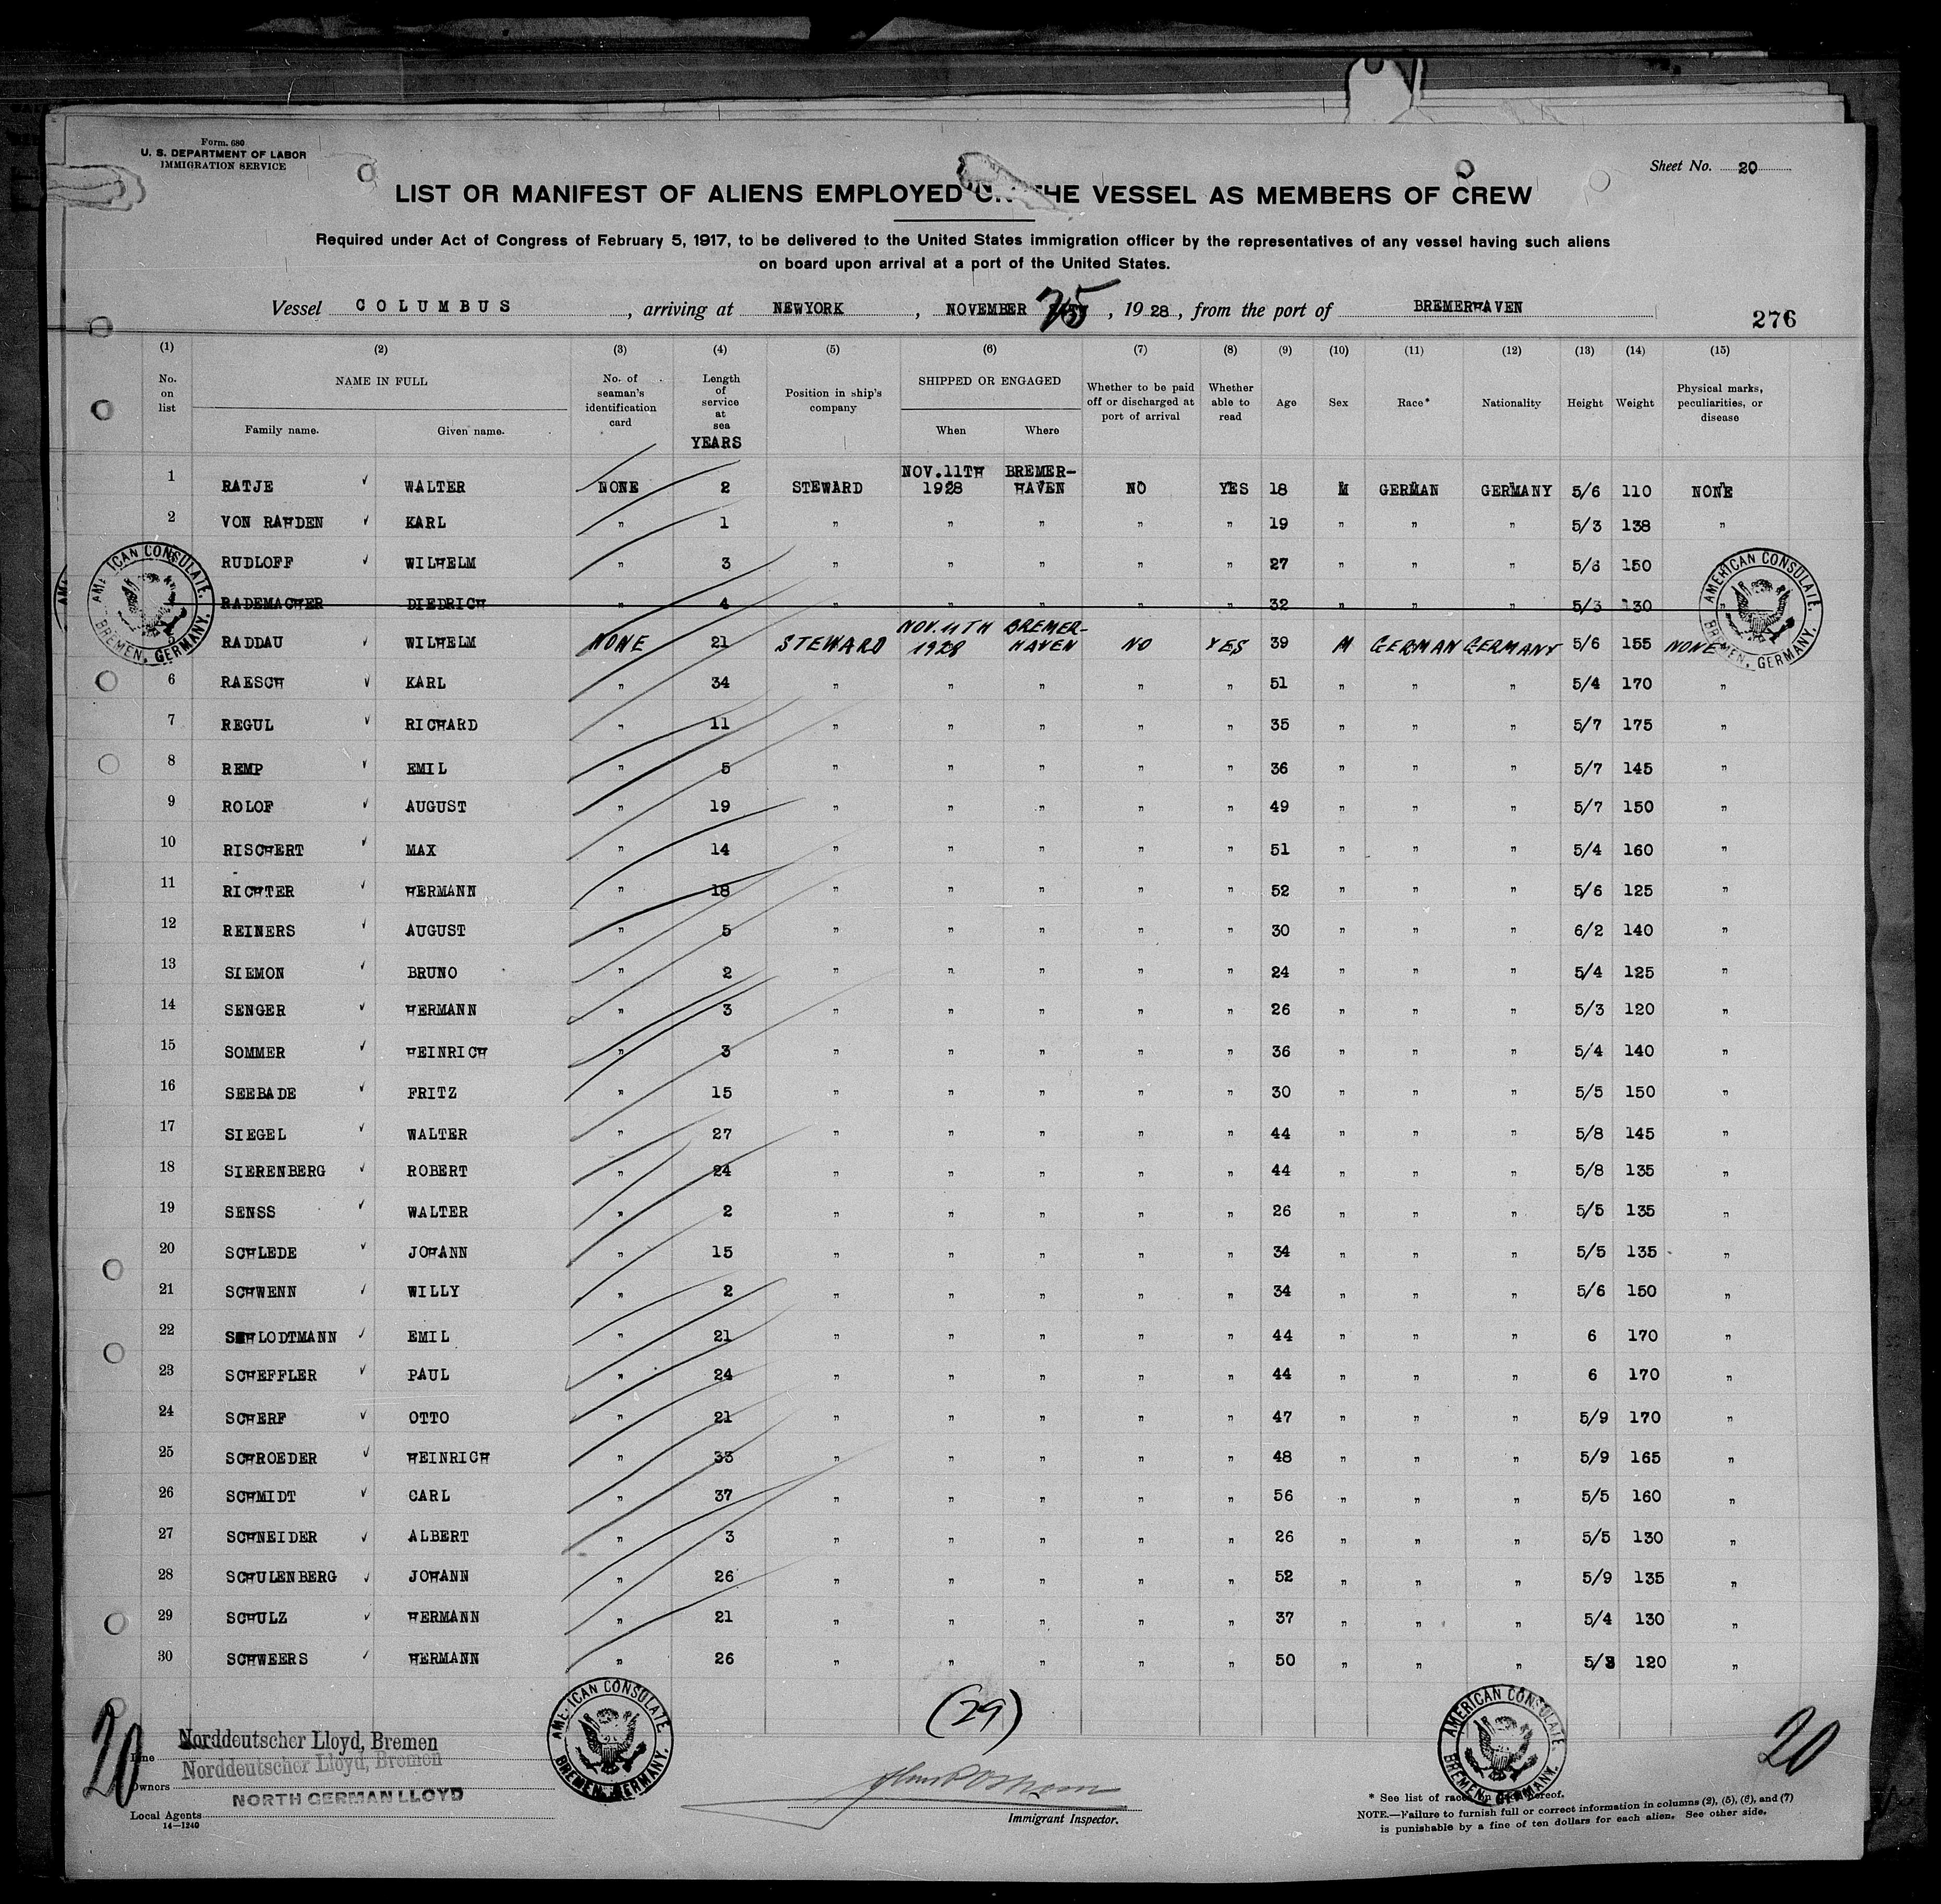 Form. 680
U. S. DEPARTMENT OF LABOR
IMMIGRATION SERVICE
Sheet No. 20
LIST OR MANIFEST OF ALIENS EMPLOYED ON THE VESSEL AS MEMBERS OF CREW
Required under Act of Congress of February 5, 1917, to be delivered to the United States immigration officer by the representatives of any vessel having such aliens
on board upon arrival at a port of the United States.
Vessel COLUMBUS, arriving at NEWYORK, NOVEMBER 25, 1928, from the port of BREMERHAVEN
276
(1) (2) (3) (4) (5) (6) (7) (8) (9) (10) (11) (12) (13) (14) (15)
No. on list NAME IN FULL Family name. Given name. No. of seaman's identification card Length of service at sea YEARS Position in ship's company SHIPPED OR ENGAGED When Where Whether to be paid off or discharged at port of arrival Whether able to read Age Sex Race* Nationality Height Weight Physical marks, peculiarities, or disease
1 RATJE ✓ WALTER NONE 2 STEWARD NOV.11TH 1928 BREMER-HAVEN NO YES 18 M GERMAN GERMANY 5/6 110 NONE
2 VON RAHDEN ✓ KARL " 1 " " " " " 19 " " " 5/3 138 "
RUDLOFF ✓ WILHELM " 3 " " " " " 27 " " " 5/3 150
RADEMACHER DIEDRICH " 4 " " " " " 32 " " " 5/3 130 "
RADDAU ✓ WILHELM NONE 21 STEWARD NOV. 11TH 1928 BREMER-HAVEN NO YES 39 M GERMAN GERMANY 5/6 155 NONE
6 RAESCH ✓ KARL " 34 " " " " " 51 " " " 5/4 170 "
7 REGUL ✓ RICHARD " 11 " " " " " 35 " " " 5/7 175 "
8 REMP ✓ EMIL " 5 " " " " " 36 " " " 5/7 145 "
9 ROLOF ✓ AUGUST " 19 " " " " " 49 " " " 5/7 150 "
10 RISCHERT ✓ MAX " 14 " " " " " 51 " " " 5/4 160 "
11 RICHTER ✓ HERMANN " 18 " " " " " 52 " " " 5/6 125 "
12 REINERS ✓ AUGUST " 5 " " " " " 30 " " " 6/2 140 "
13 SIEMON ✓ BRUNO " 2 " " " " " 24 " " " 5/4 125 "
14 SENGER ✓ HERMANN " 3 " " " " " 26 " " " 5/3 120 "
15 SOMMER ✓ HEINRICH " 3 " " " " " 36 " " " 5/4 140 "
16 SEEBADE ✓ FRITZ " 15 " " " " " 30 " " " 5/5 150 "
17 SIEGEL ✓ WALTER " 27 " " " " " 44 " " " 5/8 145 "
18 SIERENBERG ✓ ROBERT " 24 " " " " " 44 " " " 5/8 135 "
19 SENSS ✓ WALTER " 2 " " " " " 26 " " " 5/5 135 "
20 SCHLEDE ✓ JOHANN " 15 " " " " " 34 " " " 5/5 135 "
21 SCHWENN ✓ WILLY " 2 " " " " " 34 " " " 5/6 150 "
22 SCHLODTMANN ✓ EMIL " 21 " " " " " 44 " " " 6 170 "
23 SCHEFFLER ✓ PAUL " 24 " " " " " 44 " " " 6 170 "
24 SCHERF ✓ OTTO " 21 " " " " " 47 " " " 5/9 170 "
25 SCHROEDER ✓ HEINRICH " 33 " " " " " 48 " " " 5/9 165 "
26 SCHMIDT ✓ CARL " 37 " " " " " 56 " " " 5/5 160 "
27 SCHNEIDER ✓ ALBERT " 3 " " " " " 26 " " " 5/5 130 "
28 SCHULENBERG ✓ JOHANN " 26 " " " " " 52 " " " 5/9 135 "
29 SCHULZ ✓ HERMANN " 21 " " " " " 37 " " " 5/4 130 "
30 SCHWEERS ✓ HERMANN " 26 " " " " " 50 " " " 5/3 120 "
AMERICAN CONSULATE. BREMEN, GERMANY.
AMERICAN CONSULATE. BREMEN, GERMANY.
AMERICAN CONSULATE. BREMEN, GERMANY.
AMERICAN CONSULATE. BREMEN, GERMANY.
(29)
20
20
Line Norddeutscher Lloyd, Bremen
Owners Norddeutscher Lloyd, Bremen
Local Agents NORTH GERMAN LLOYD
14—1240
Immigrant Inspector.
* See list of races on back hereof.
NOTE.—Failure to furnish full or correct information in columns (2), (5), (6), and (7)
is punishable by a fine of ten dollars for each alien. See other side.